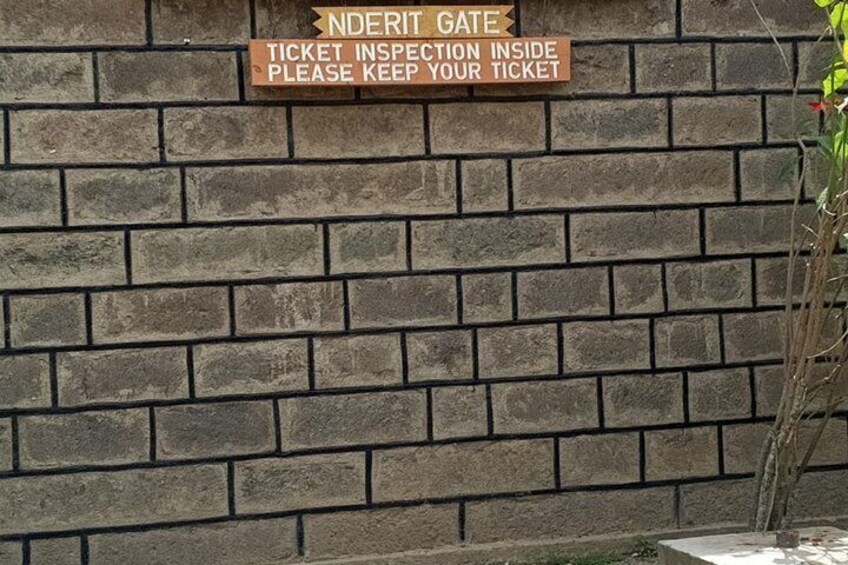 NDERIT GATE
TICKET INSPECTION INSIDE
PLEASE KEEP YOUR TICKET